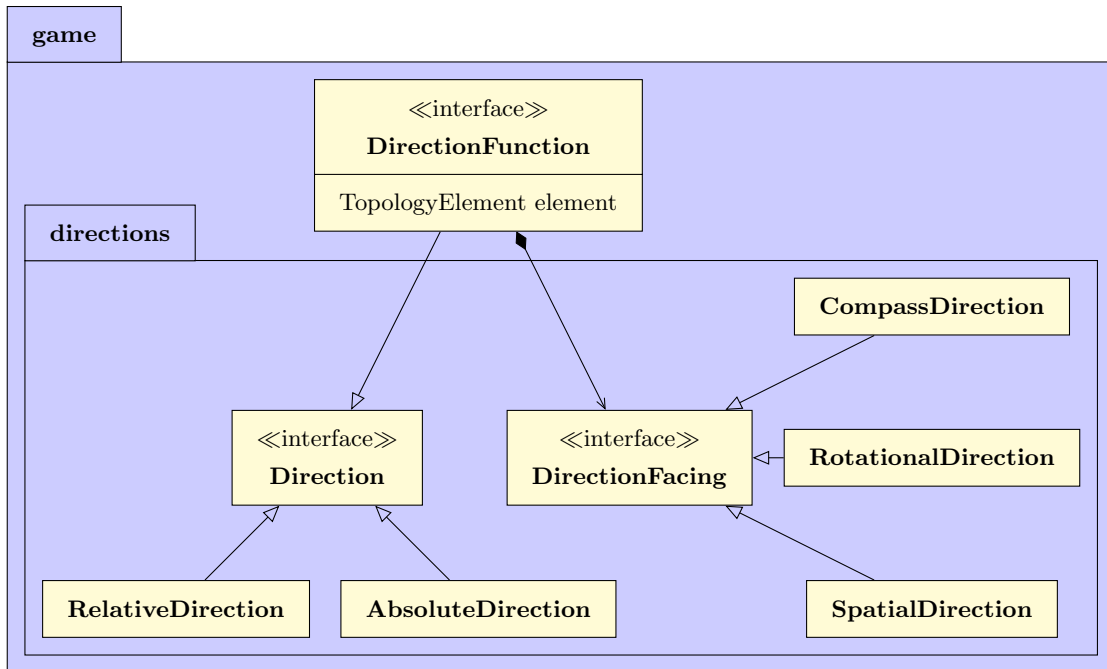 game
≪interface≫
DirectionFunction
TopologyElement element
directions
CompassDirection
≪interface≫
Direction
≪interface≫
DirectionFacing
RotationalDirection
RelativeDirection
AbsoluteDirection
SpatialDirection